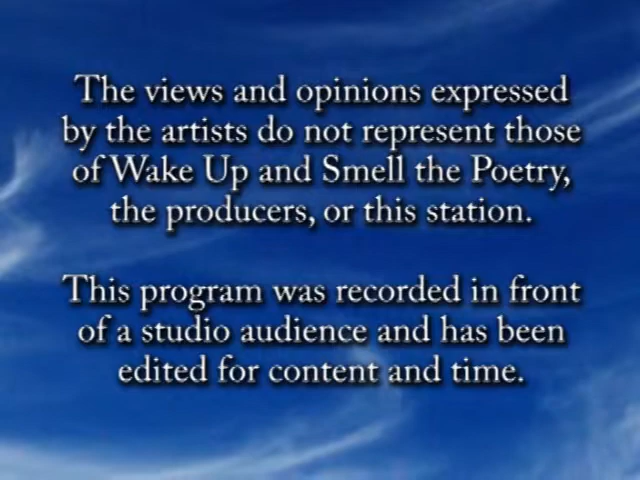 The views and opinions expressed
by the artists do not represent those
of Wake Up and Smell the Poetry,
the producers, or this station.
This program was recorded in front
of a studio audience and has been
edited for content and time.